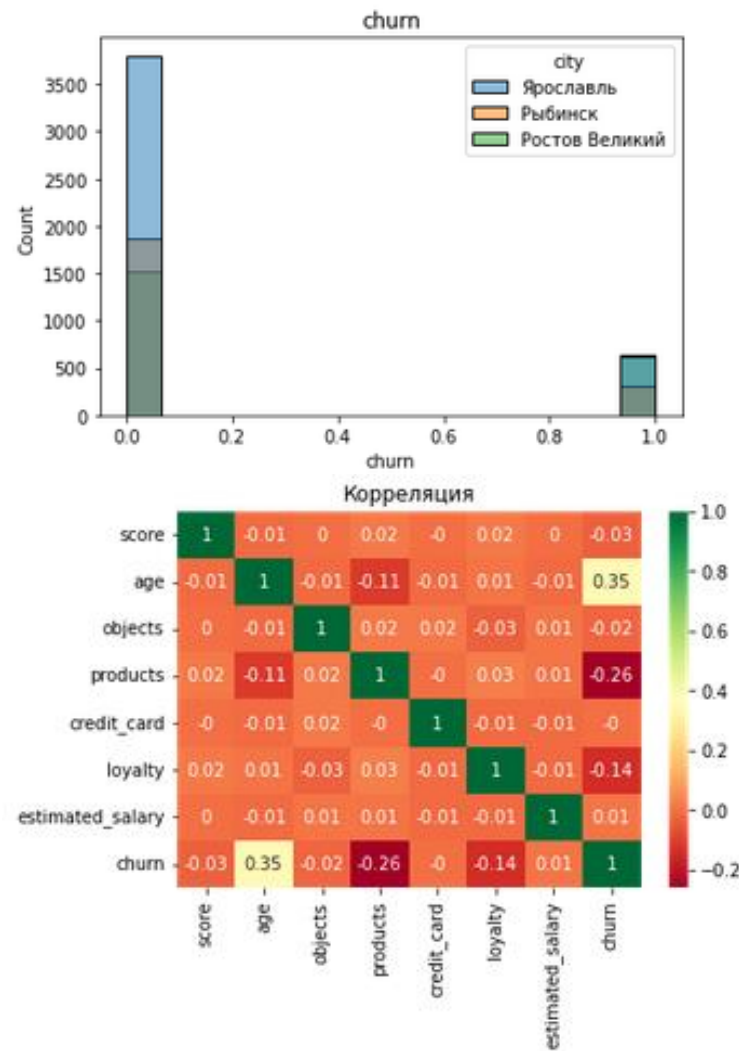 churn
city
Ярославль
Рыбинск
Ростов Великий
3500
3000
2500
2000
1500
1000
500
0
Count
0.0 0.2 0.4 0.6 0.8 1.0
churn
Корреляция
score 1 -0.01 0 0.02 -0 0.02 0 -0.03
age -0.01 1 -0.01 -0.11 -0.01 0.01 -0.01 0.35
objects 0 -0.01 1 0.02 0.02 -0.03 0.01 -0.02
products 0.02 -0.11 0.02 1 -0 0.03 0.01 -0.26
credit_card -0 -0.01 0.02 -0 1 -0.01 -0.01 -0
loyalty 0.02 0.01 -0.03 0.03 -0.01 1 -0.01 -0.14
estimated_salary 0 -0.01 0.01 0.01 -0.01 -0.01 1 0.01
churn -0.03 0.35 -0.02 -0.26 -0 -0.14 0.01 1
score age objects products credit_card loyalty estimated_salary churn
1.0
0.8
0.6
0.4
0.2
0.0
−0.2